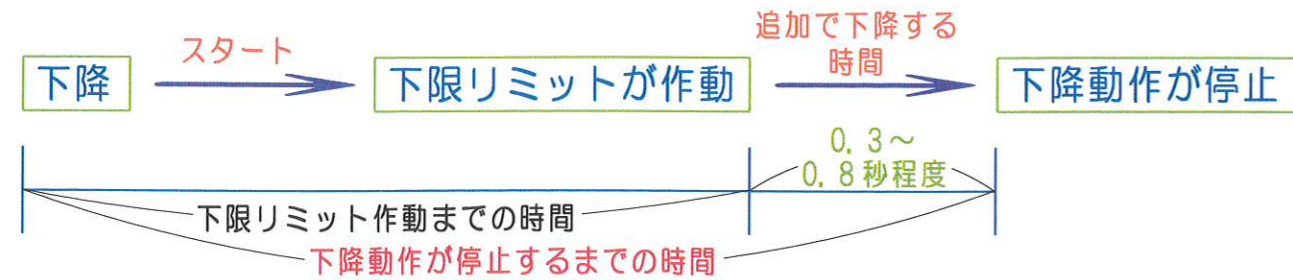 下降
スタート
下限リミットが作動
追加で下降する
時間
下降動作が停止
0.3～
0.8秒程度
下限リミット作動までの時間
下降動作が停止するまでの時間